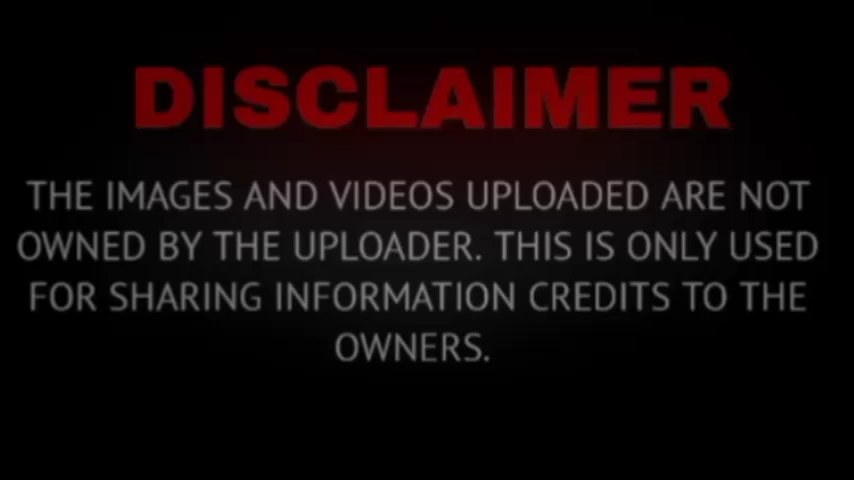 DISCLAIMER
THE IMAGES AND VIDEOS UPLOADED ARE NOT
OWNED BY THE UPLOADER. THIS IS ONLY USED
FOR SHARING INFORMATION CREDITS TO THE
OWNERS.